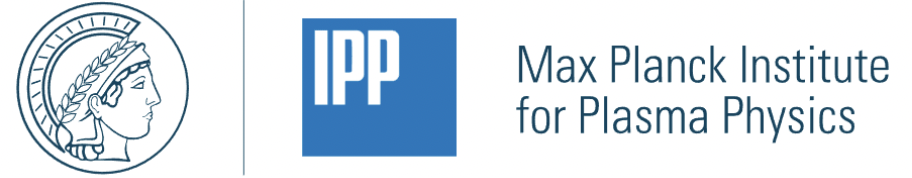 IPP
Max Planck Institute
for Plasma Physics